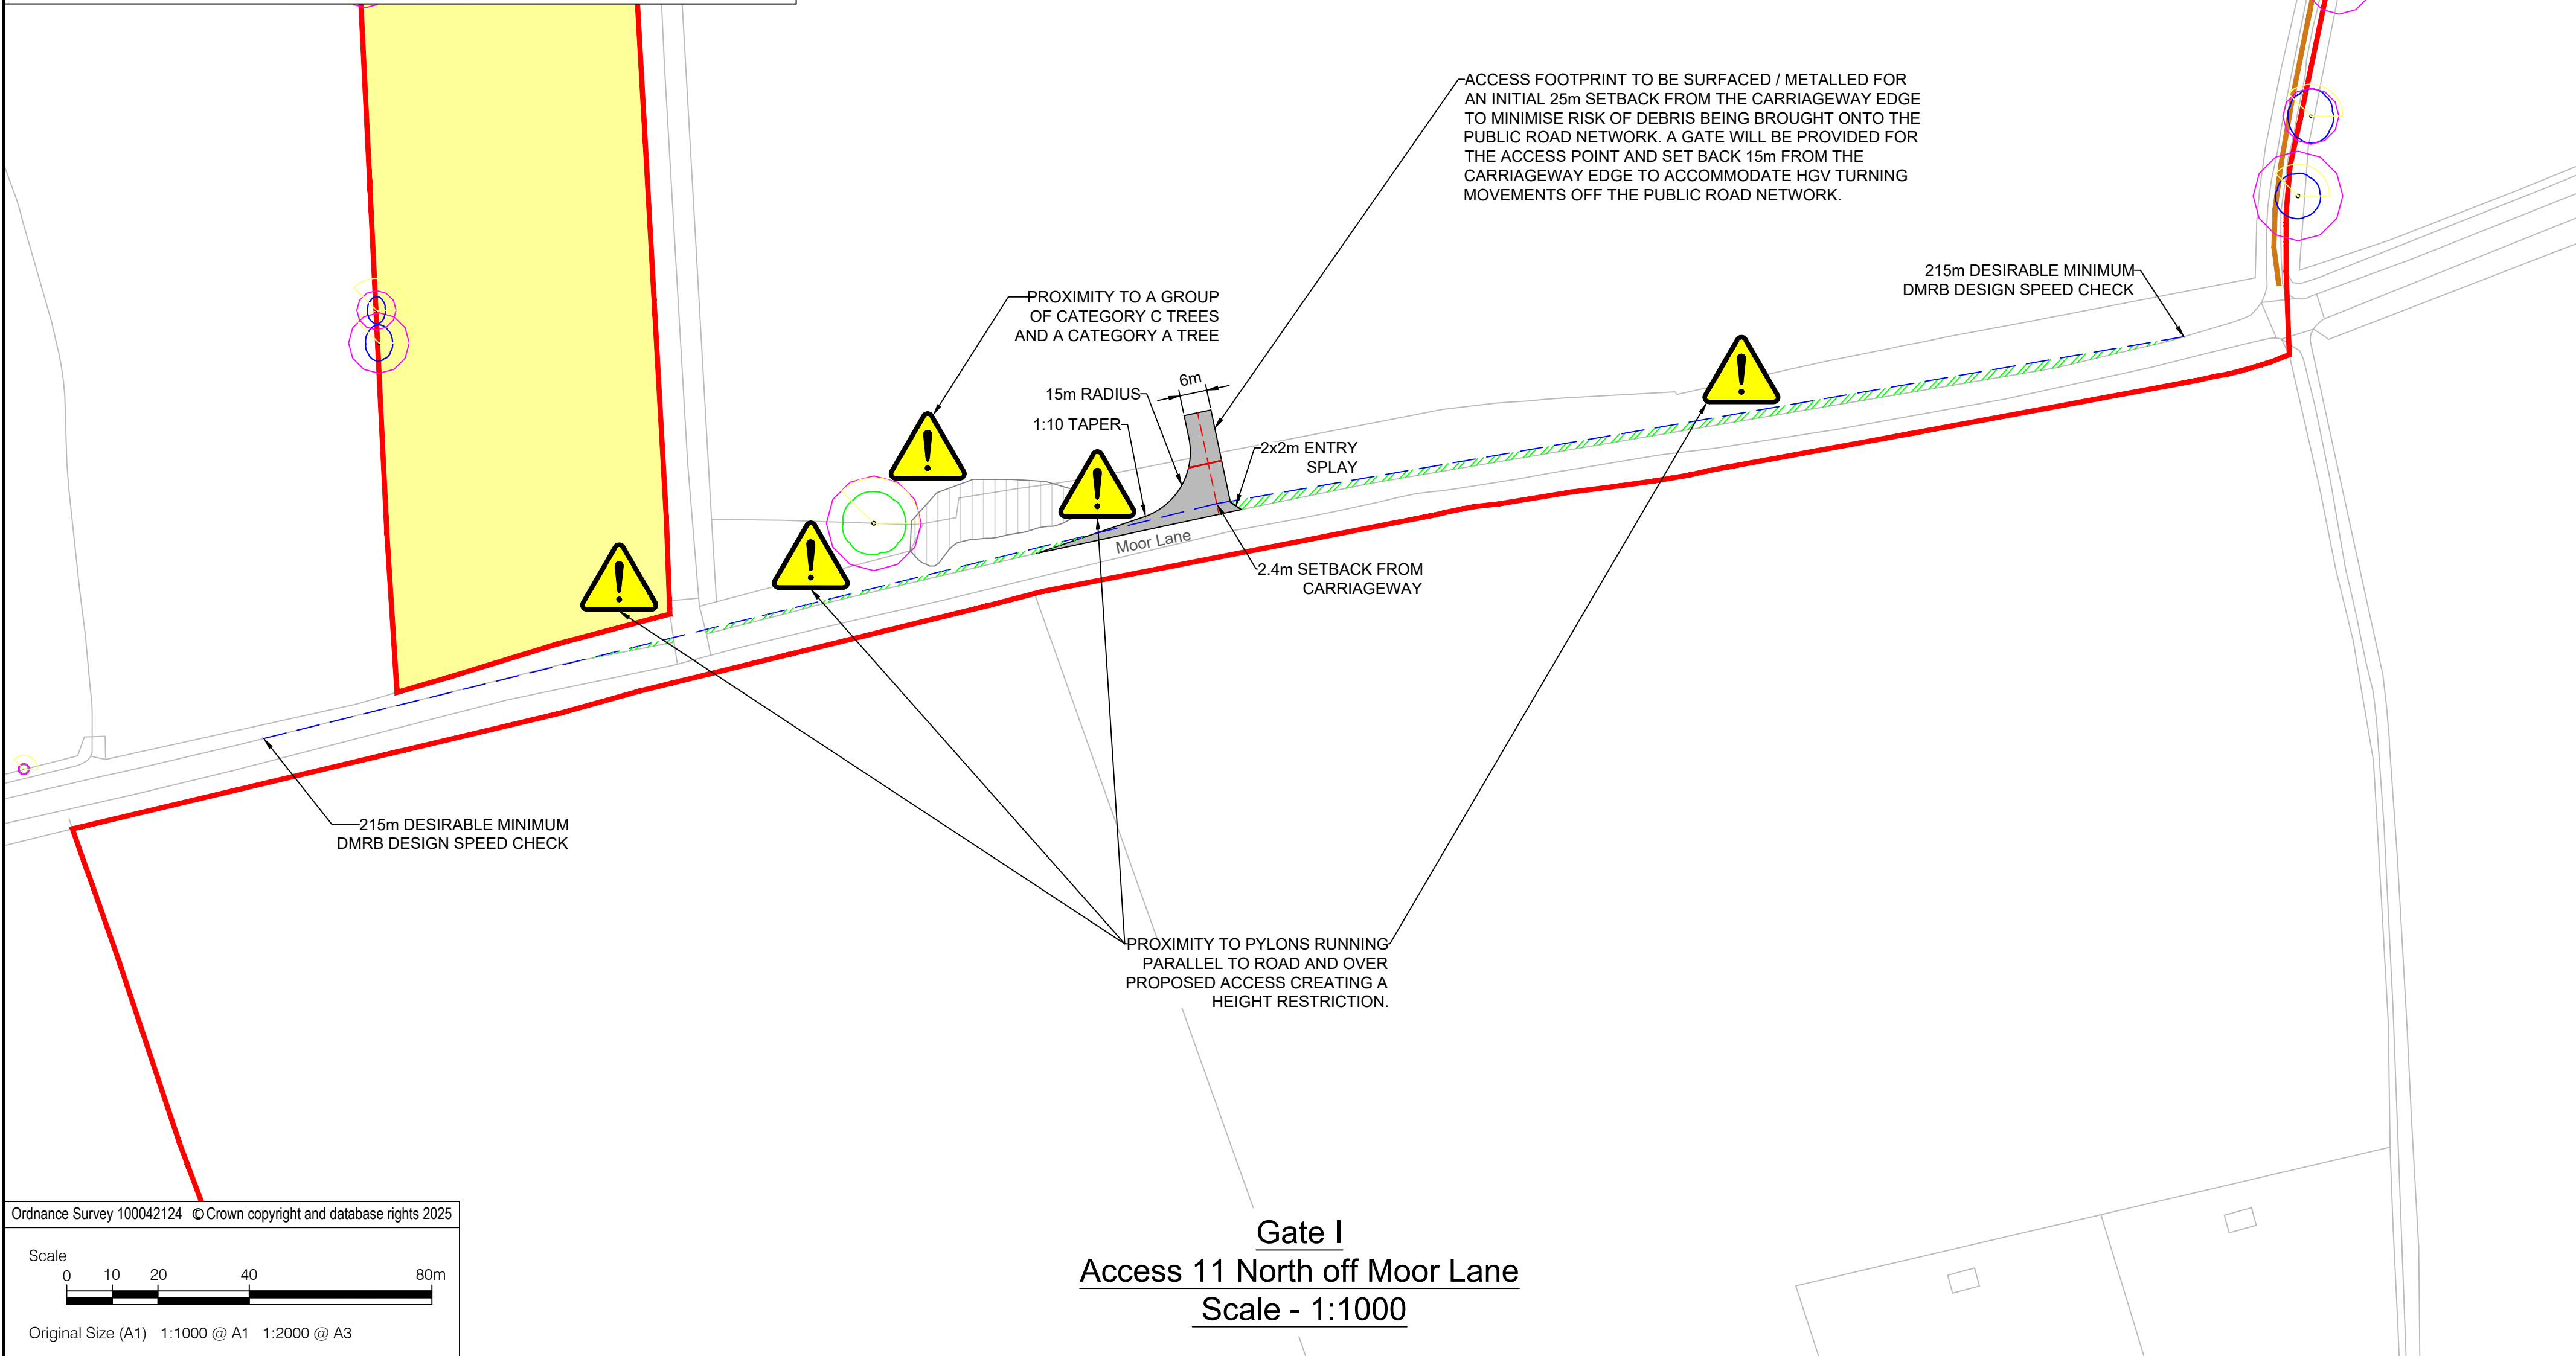 ACCESS FOOTPRINT TO BE SURFACED / METALLED FOR
AN INITIAL 25m SETBACK FROM THE CARRIAGEWAY EDGE
TO MINIMISE RISK OF DEBRIS BEING BROUGHT ONTO THE
PUBLIC ROAD NETWORK. A GATE WILL BE PROVIDED FOR
THE ACCESS POINT AND SET BACK 15m FROM THE
CARRIAGEWAY EDGE TO ACCOMMODATE HGV TURNING
MOVEMENTS OFF THE PUBLIC ROAD NETWORK.
215m DESIRABLE MINIMUM
DMRB DESIGN SPEED CHECK
PROXIMITY TO A GROUP
OF CATEGORY C TREES
AND A CATEGORY A TREE
6m
15m RADIUS
1:10 TAPER
2x2m ENTRY
SPLAY
Moor Lane
2.4m SETBACK FROM
CARRIAGEWAY
215m DESIRABLE MINIMUM
DMRB DESIGN SPEED CHECK
PROXIMITY TO PYLONS RUNNING
PARALLEL TO ROAD AND OVER
PROPOSED ACCESS CREATING A
HEIGHT RESTRICTION.
Ordnance Survey 100042124 © Crown copyright and database rights 2025
Scale
0 10 20 40 80m
Original Size (A1) 1:1000 @ A1 1:2000 @ A3
Gate I
Access 11 North off Moor Lane
Scale - 1:1000